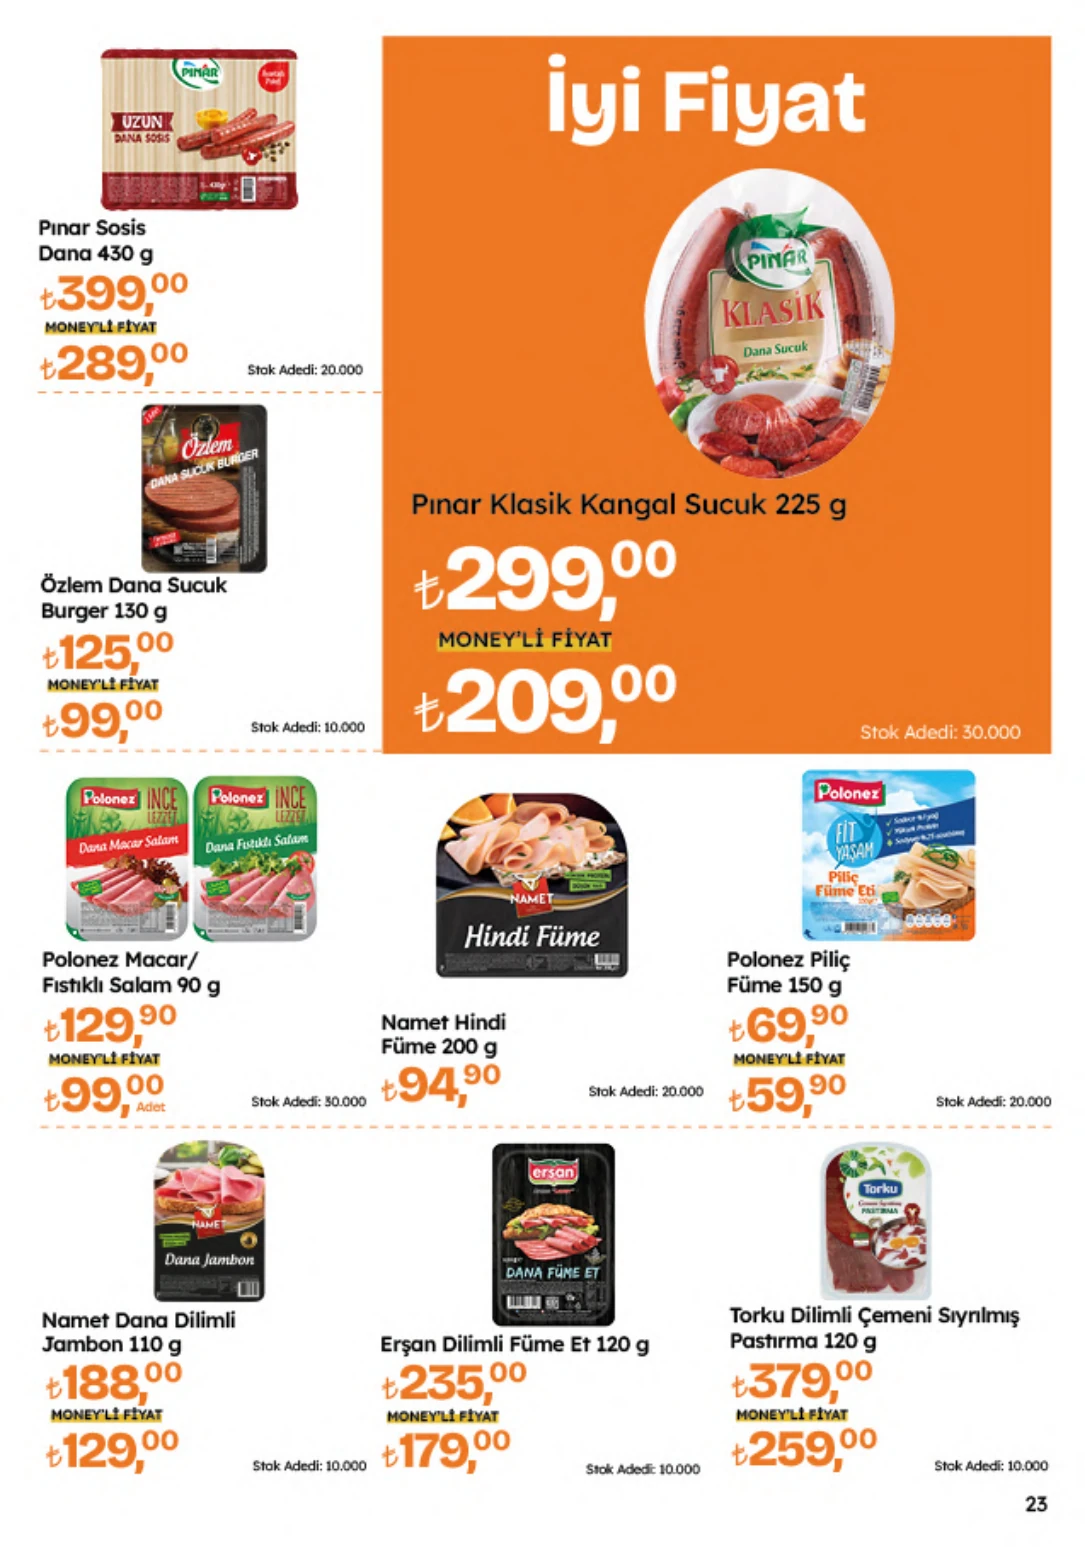 PINAR
Avantajlı
Paket
UZUN
DANA SOSİS
430g
Pınar Sosis
Dana 430 g
₺399,00
MONEY'Lİ FİYAT
₺289,00
Stok Adedi: 20.000
İyi Fiyat
PINAR
KLASİK
Dana Sucuk
Pınar Klasik Kangal Sucuk 225 g
₺299,00
MONEY'Lİ FİYAT
₺209,00
Stok Adedi: 30.000
Özlem
DANA SUCUK BURGER
Özlem Dana Sucuk
Burger 130 g
₺125,00
MONEY'Lİ FİYAT
₺99,00
Stok Adedi: 10.000
Polonez İNCE
LEZZET
Dana Macar Salam
Polonez İNCE
LEZZET
Dana Fıstıklı Salam
Polonez Macar/
Fıstıklı Salam 90 g
₺129,90
MONEY'Lİ FİYAT
₺99,00
Adet
Stok Adedi: 30.000
NAMET
Hindi Füme
Namet Hindi
Füme 200 g
₺94,90
Stok Adedi: 20.000
Polonez
FİT
YAŞAM
Piliç
Füme Eti
Polonez Piliç
Füme 150 g
₺69,90
MONEY'Lİ FİYAT
₺59,90
Stok Adedi: 20.000
NAMET
Dana Jambon
Namet Dana Dilimli
Jambon 110 g
₺188,00
MONEY'Lİ FİYAT
₺129,00
Stok Adedi: 10.000
erşan
DANA FÜME ET
Erşan Dilimli Füme Et 120 g
₺235,00
MONEY'Lİ FİYAT
₺179,00
Stok Adedi: 10.000
Torku
PASTIRMA
Torku Dilimli Çemeni Sıyrılmış
Pastırma 120 g
₺379,00
MONEY'Lİ FİYAT
₺259,00
Stok Adedi: 10.000
23